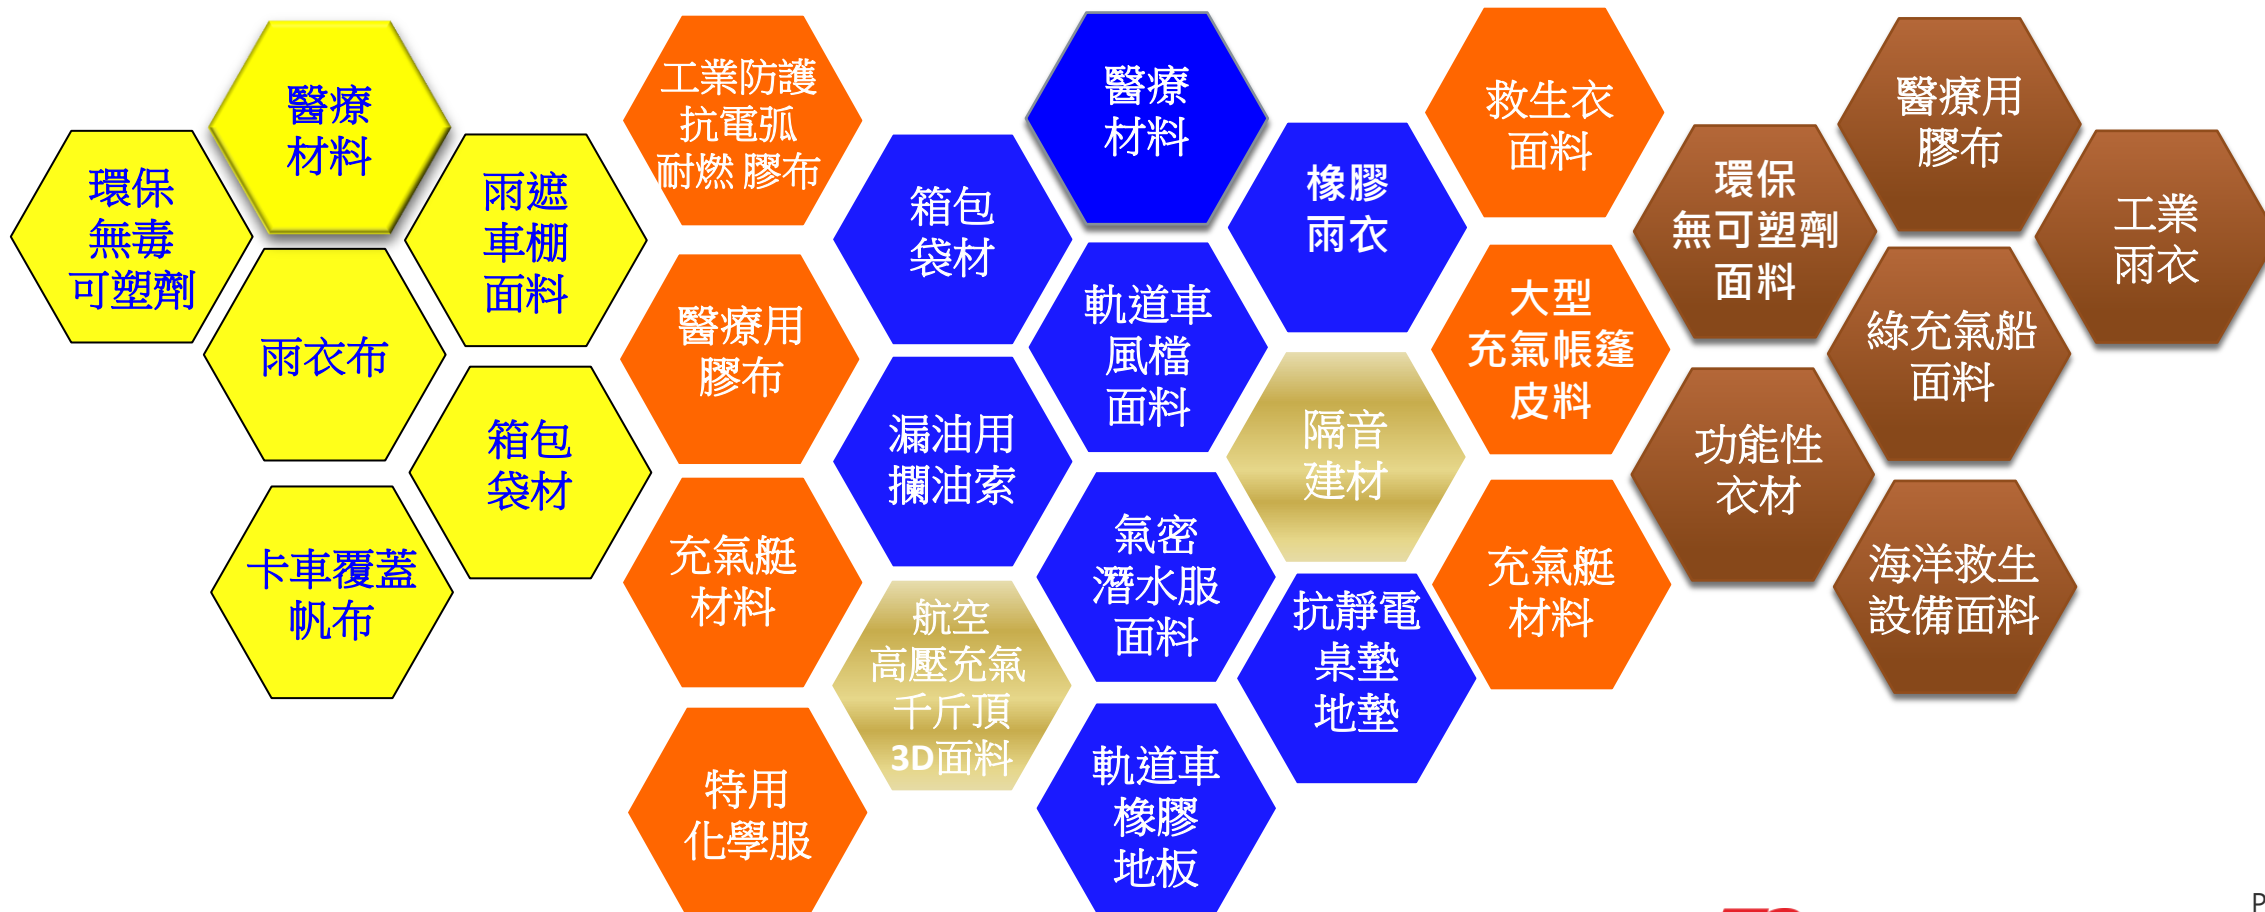 醫療
材料
環保
無毒
可塑劑
雨遮
車棚
面料
雨衣布
箱包
袋材
卡車覆蓋
帆布
工業防護
抗電弧
耐燃 膠布
醫療用
膠布
充氣艇
材料
特用
化學服
箱包
袋材
漏油用
攔油索
航空
高壓充氣
千斤頂
3D面料
醫療
材料
軌道車
風檔
面料
氣密
潛水服
面料
軌道車
橡膠
地板
橡膠
雨衣
隔音
建材
抗靜電
桌墊
地墊
救生衣
面料
大型
充氣帳篷
皮料
充氣艇
材料
環保
無可塑劑
面料
功能性
衣材
醫療用
膠布
綠充氣船
面料
海洋救生
設備面料
工業
雨衣